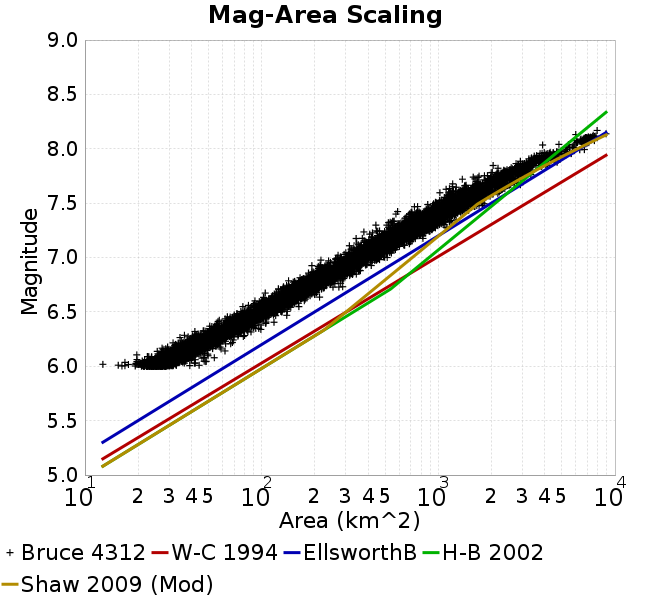 Mag-Area Scaling
9.0
8.5
8.0
7.5
7.0
6.5
6.0
5.5
5.0
Magnitude
10^1 2 3 4 5 10^2 2 3 4 5 10^3 2 3 4 5 10^4
Area (km^2)
+ Bruce 4312 W-C 1994 EllsworthB H-B 2002
Shaw 2009 (Mod)